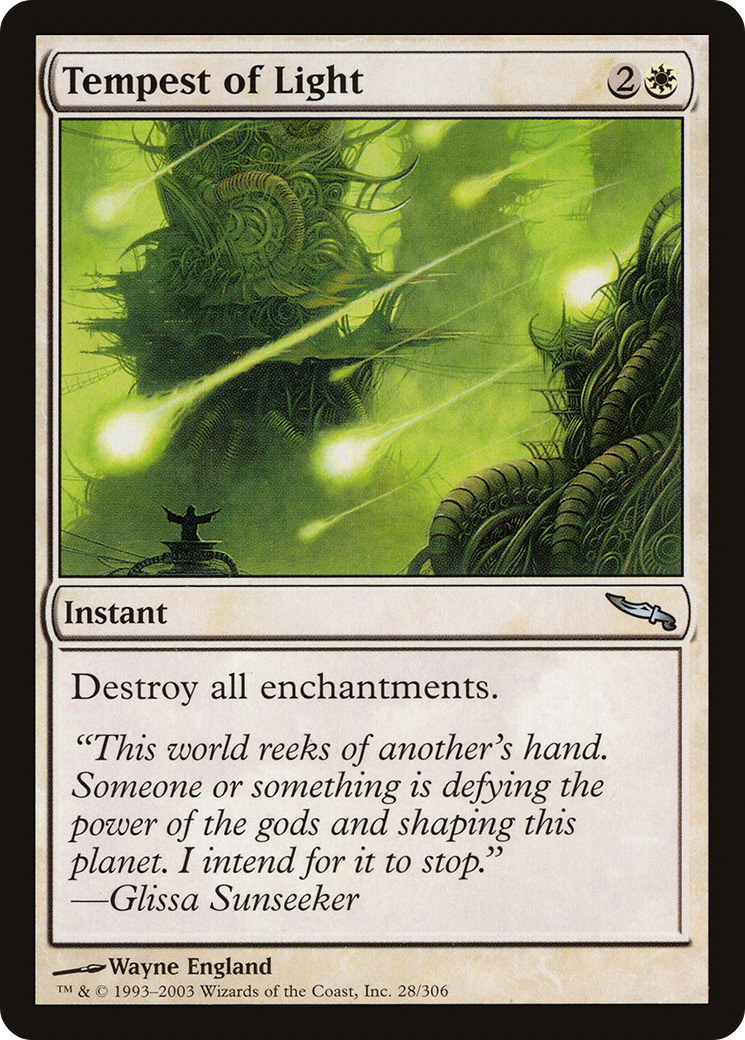 Tempest of Light 2
Instant
Destroy all enchantments.
“This world reeks of another’s hand.
Someone or something is defying the
power of the gods and shaping this
planet. I intend for it to stop.”
—Glissa Sunseeker
Wayne England
™ & © 1993–2003 Wizards of the Coast, Inc. 28/306